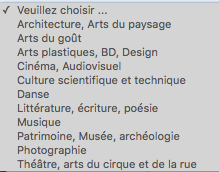 ✓ Veuillez choisir ...
Architecture, Arts du paysage
Arts du goût
Arts plastiques, BD, Design
Cinéma, Audiovisuel
Culture scientifique et technique
Danse
Littérature, écriture, poésie
Musique
Patrimoine, Musée, archéologie
Photographie
Théâtre, arts du cirque et de la rue